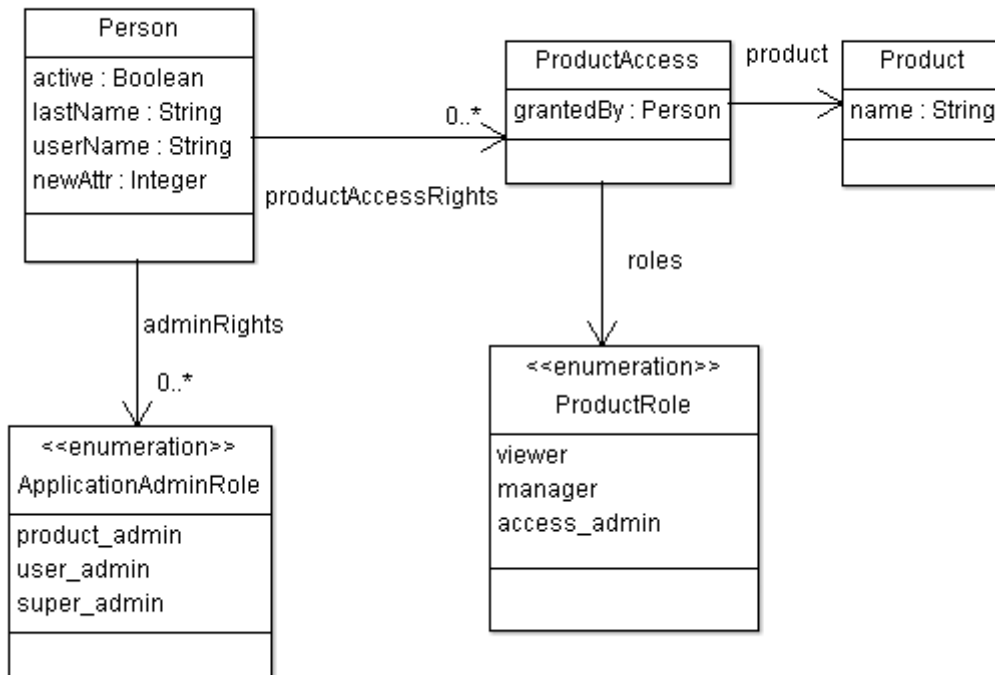 Person
active : Boolean
lastName : String
userName : String
newAttr : Integer
0..*
productAccessRights
ProductAccess
grantedBy : Person
product
Product
name : String
roles
adminRights
0..*
<<enumeration>>
ProductRole
viewer
manager
access_admin
<<enumeration>>
ApplicationAdminRole
product_admin
user_admin
super_admin